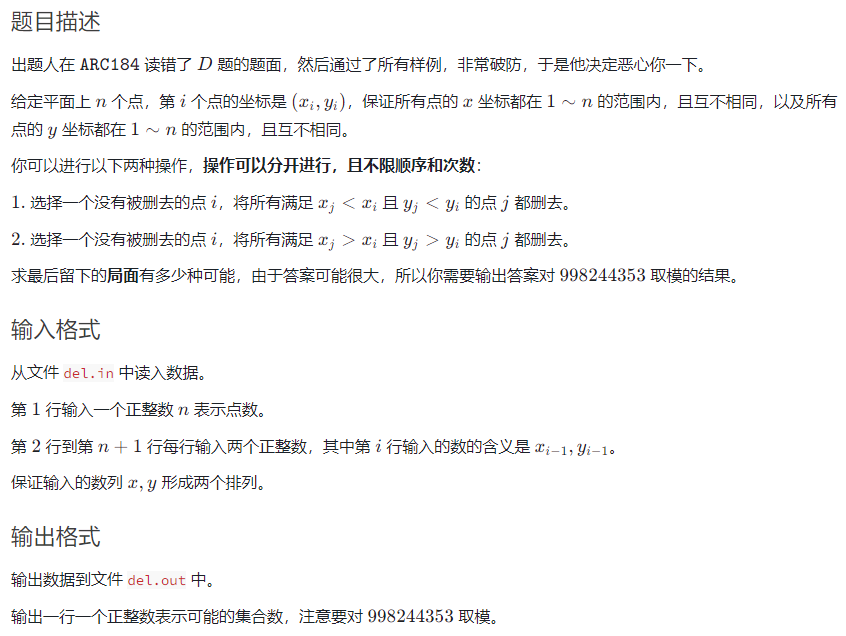 题目描述
出题人在 ARC184 读错了 D 题的题面，然后通过了所有样例，非常破防，于是他决定恶心你一下。
给定平面上 n 个点，第 i 个点的坐标是 (x_i, y_i)，保证所有点的 x 坐标都在 1 ∼ n 的范围内，且互不相同，以及所有
点的 y 坐标都在 1 ∼ n 的范围内，且互不相同。
你可以进行以下两种操作，操作可以分开进行，且不限顺序和次数：
1. 选择一个没有被删去的点 i，将所有满足 x_j < x_i 且 y_j < y_i 的点 j 都删去。
2. 选择一个没有被删去的点 i，将所有满足 x_j > x_i 且 y_j > y_i 的点 j 都删去。
求最后留下的局面有多少种可能，由于答案可能很大，所以你需要输出答案对 998244353 取模的结果。
输入格式
从文件 del.in 中读入数据。
第 1 行输入一个正整数 n 表示点数。
第 2 行到第 n + 1 行每行输入两个正整数，其中第 i 行输入的数的含义是 x_{i−1}, y_{i−1}。
保证输入的数列 x, y 形成两个排列。
输出格式
输出数据到文件 del.out 中。
输出一行一个正整数表示可能的集合数，注意要对 998244353 取模。